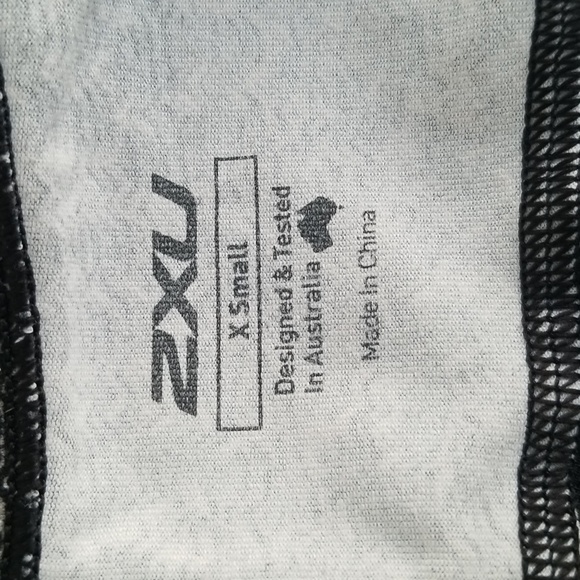 2XU
X Small
Designed & Tested
In Australia
Made In China